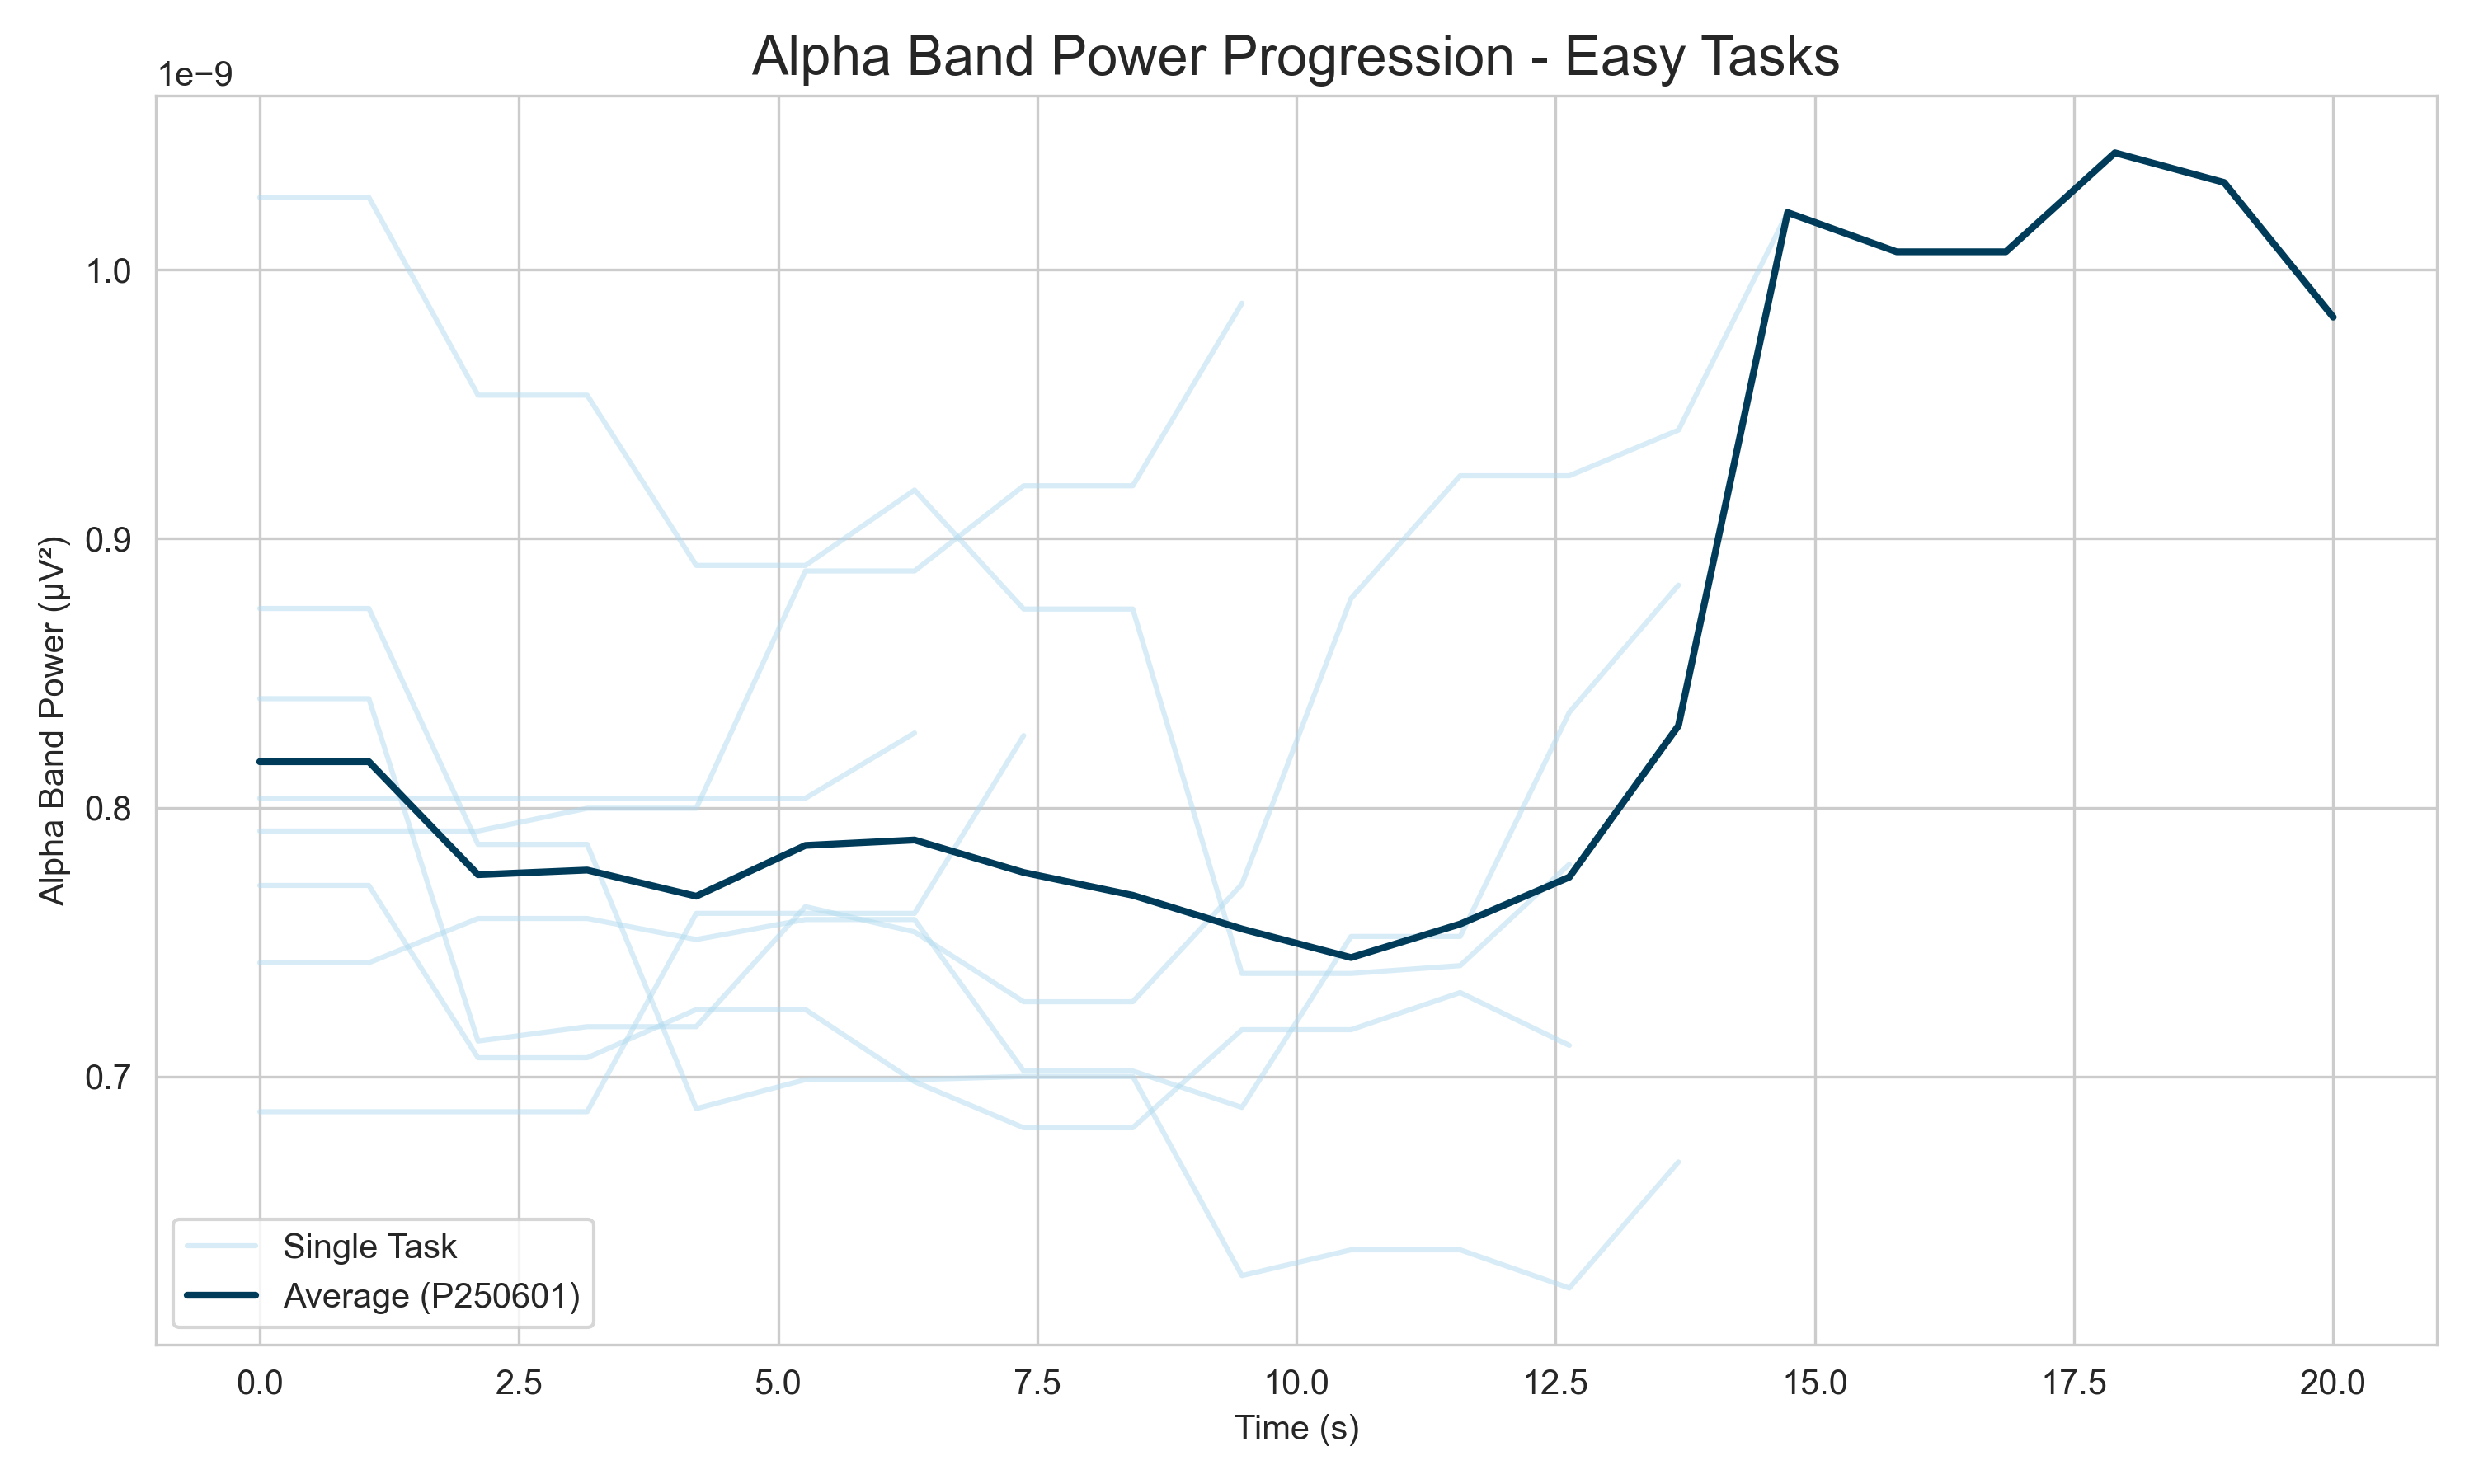 Alpha Band Power Progression - Easy Tasks
1e−9
Alpha Band Power (µV²)
1.0
0.9
0.8
0.7
Single Task
Average (P250601)
0.0 2.5 5.0 7.5 10.0 12.5 15.0 17.5 20.0
Time (s)